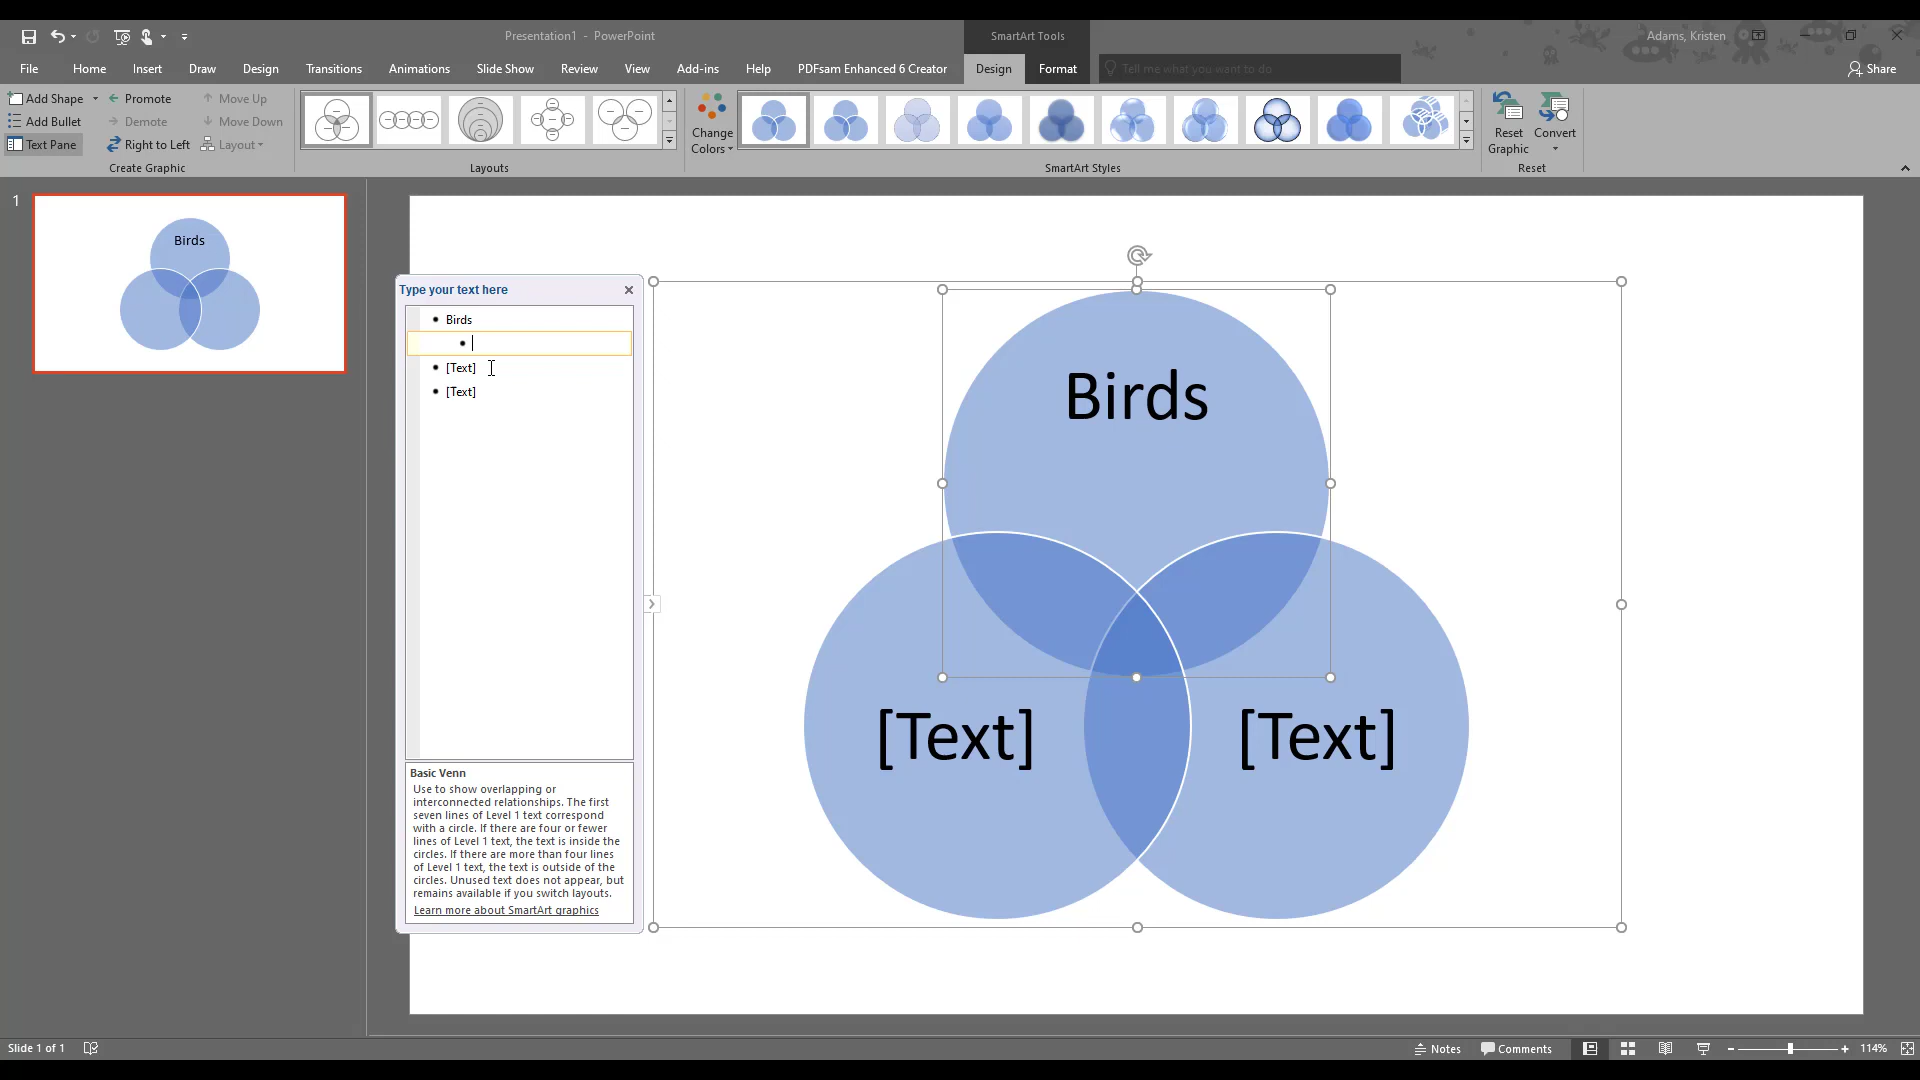 Presentation1 - PowerPoint
SmartArt Tools
Adams, Kristen
File Home Insert Draw Design Transitions Animations Slide Show Review View Add-ins Help PDFsam Enhanced 6 Creator Design Format Tell me what you want to do Share
Add Shape Promote Move Up
Add Bullet Demote Move Down
Text Pane Right to Left Layout
Create Graphic
Layouts
Change
Colors
SmartArt Styles
Reset
Graphic
Convert
Reset
1
Birds
Type your text here
Birds
[Text]
[Text]
Basic Venn
Use to show overlapping or
interconnected relationships. The first
seven lines of Level 1 text correspond
with a circle. If there are four or fewer
lines of Level 1 text, the text is inside the
circles. If there are more than four lines
of Level 1 text, the text is outside of the
circles. Unused text does not appear, but
remains available if you switch layouts.
Learn more about SmartArt graphics
Birds
[Text] [Text]
Slide 1 of 1 Notes Comments 114%